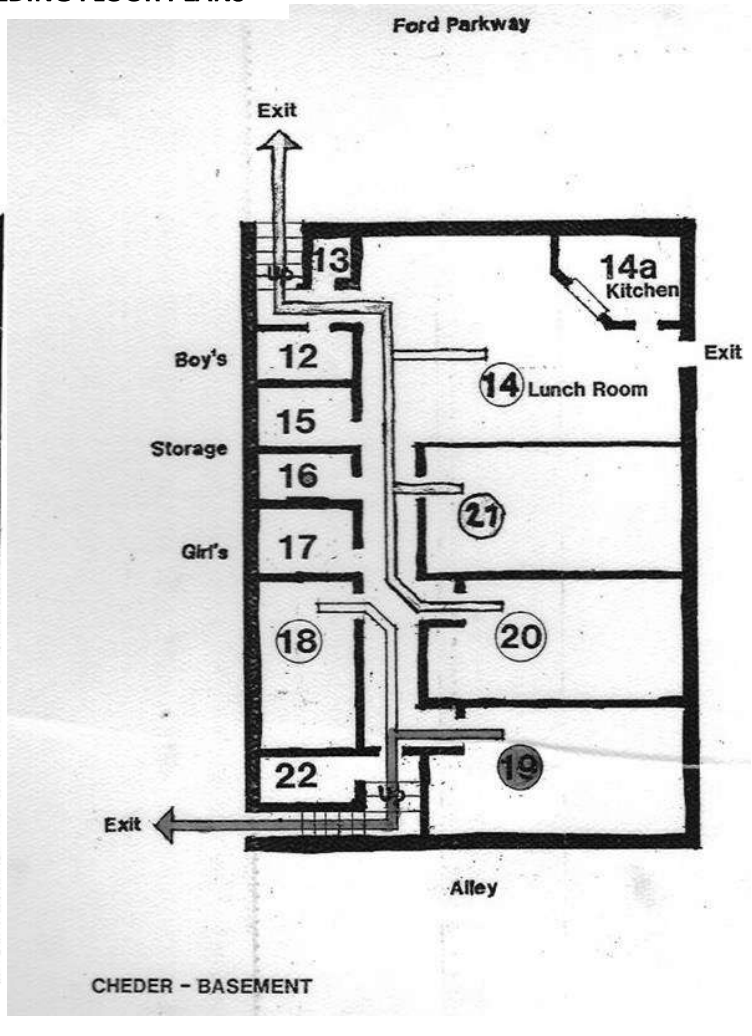 Ford Parkway
Exit
Up
13
14a
Kitchen
Boy's
12
Exit
14 Lunch Room
15
Storage
16
21
Girl's
17
18
20
22
19
Up
Exit
Alley
CHEDER - BASEMENT